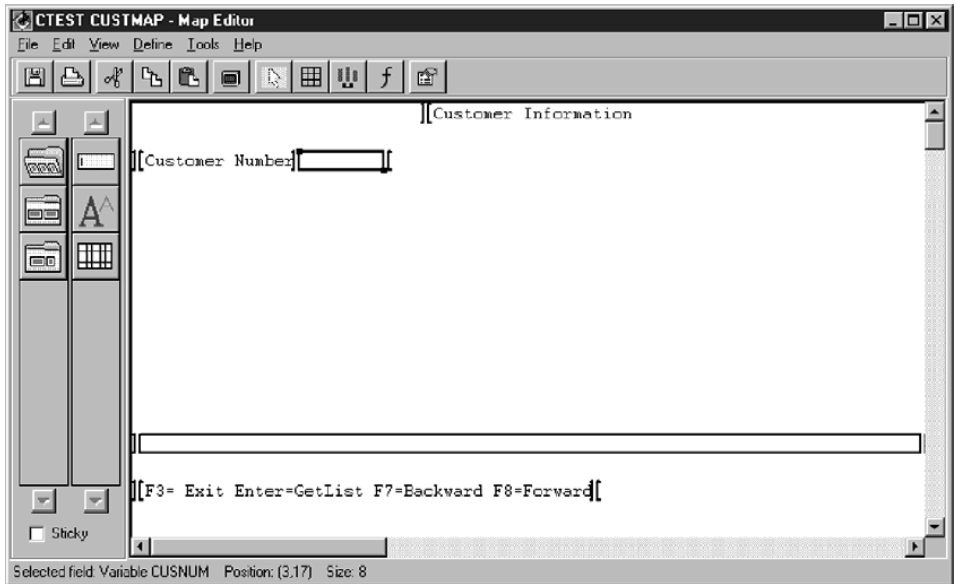 CTEST CUSTMAP - Map Editor
File Edit View Define Tools Help
Customer Information
Customer Number
F3= Exit Enter=GetList F7=Backward F8=Forward
Sticky
Selected field: Variable CUSNUM Position: (3,17) Size: 8